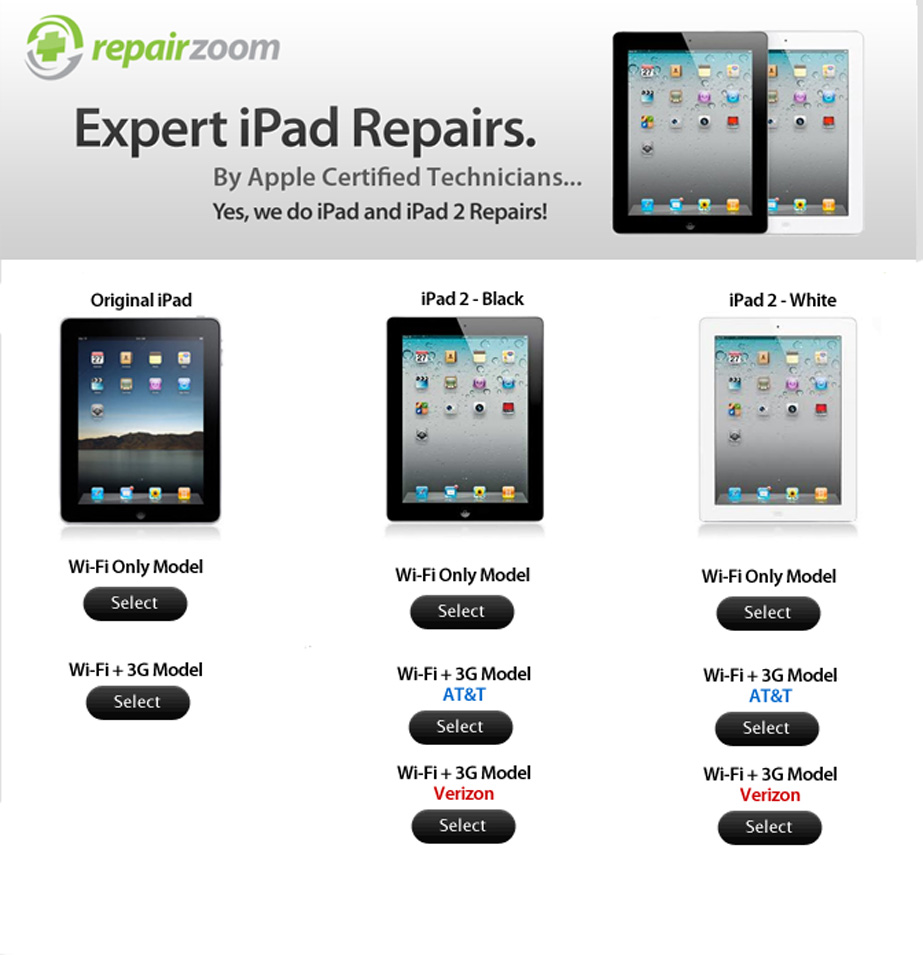 repairzoom
Expert iPad Repairs.
By Apple Certified Technicians...
Yes, we do iPad and iPad 2 Repairs!
Original iPad
Wi-Fi Only Model
Select
Wi-Fi + 3G Model
Select
iPad 2 - Black
Wi-Fi Only Model
Select
Wi-Fi + 3G Model
AT&T
Select
Wi-Fi + 3G Model
Verizon
Select
iPad 2 - White
Wi-Fi Only Model
Select
Wi-Fi + 3G Model
AT&T
Select
Wi-Fi + 3G Model
Verizon
Select